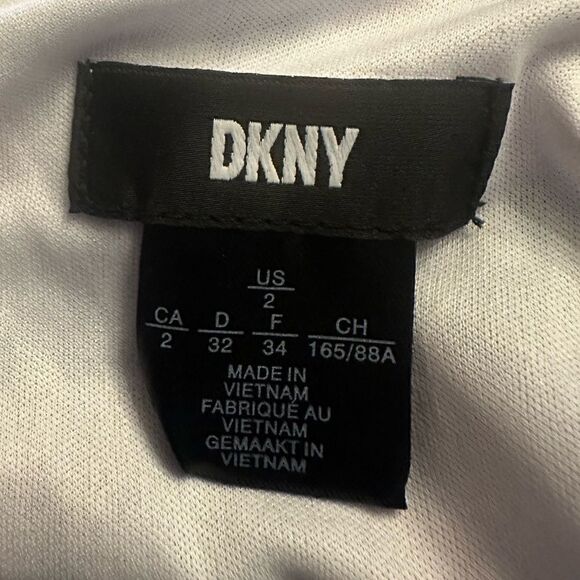 DKNY
US
2
CA D F CH
2 32 34 165/88A
MADE IN
VIETNAM
FABRIQUÉ AU
VIETNAM
GEMAAKT IN
VIETNAM